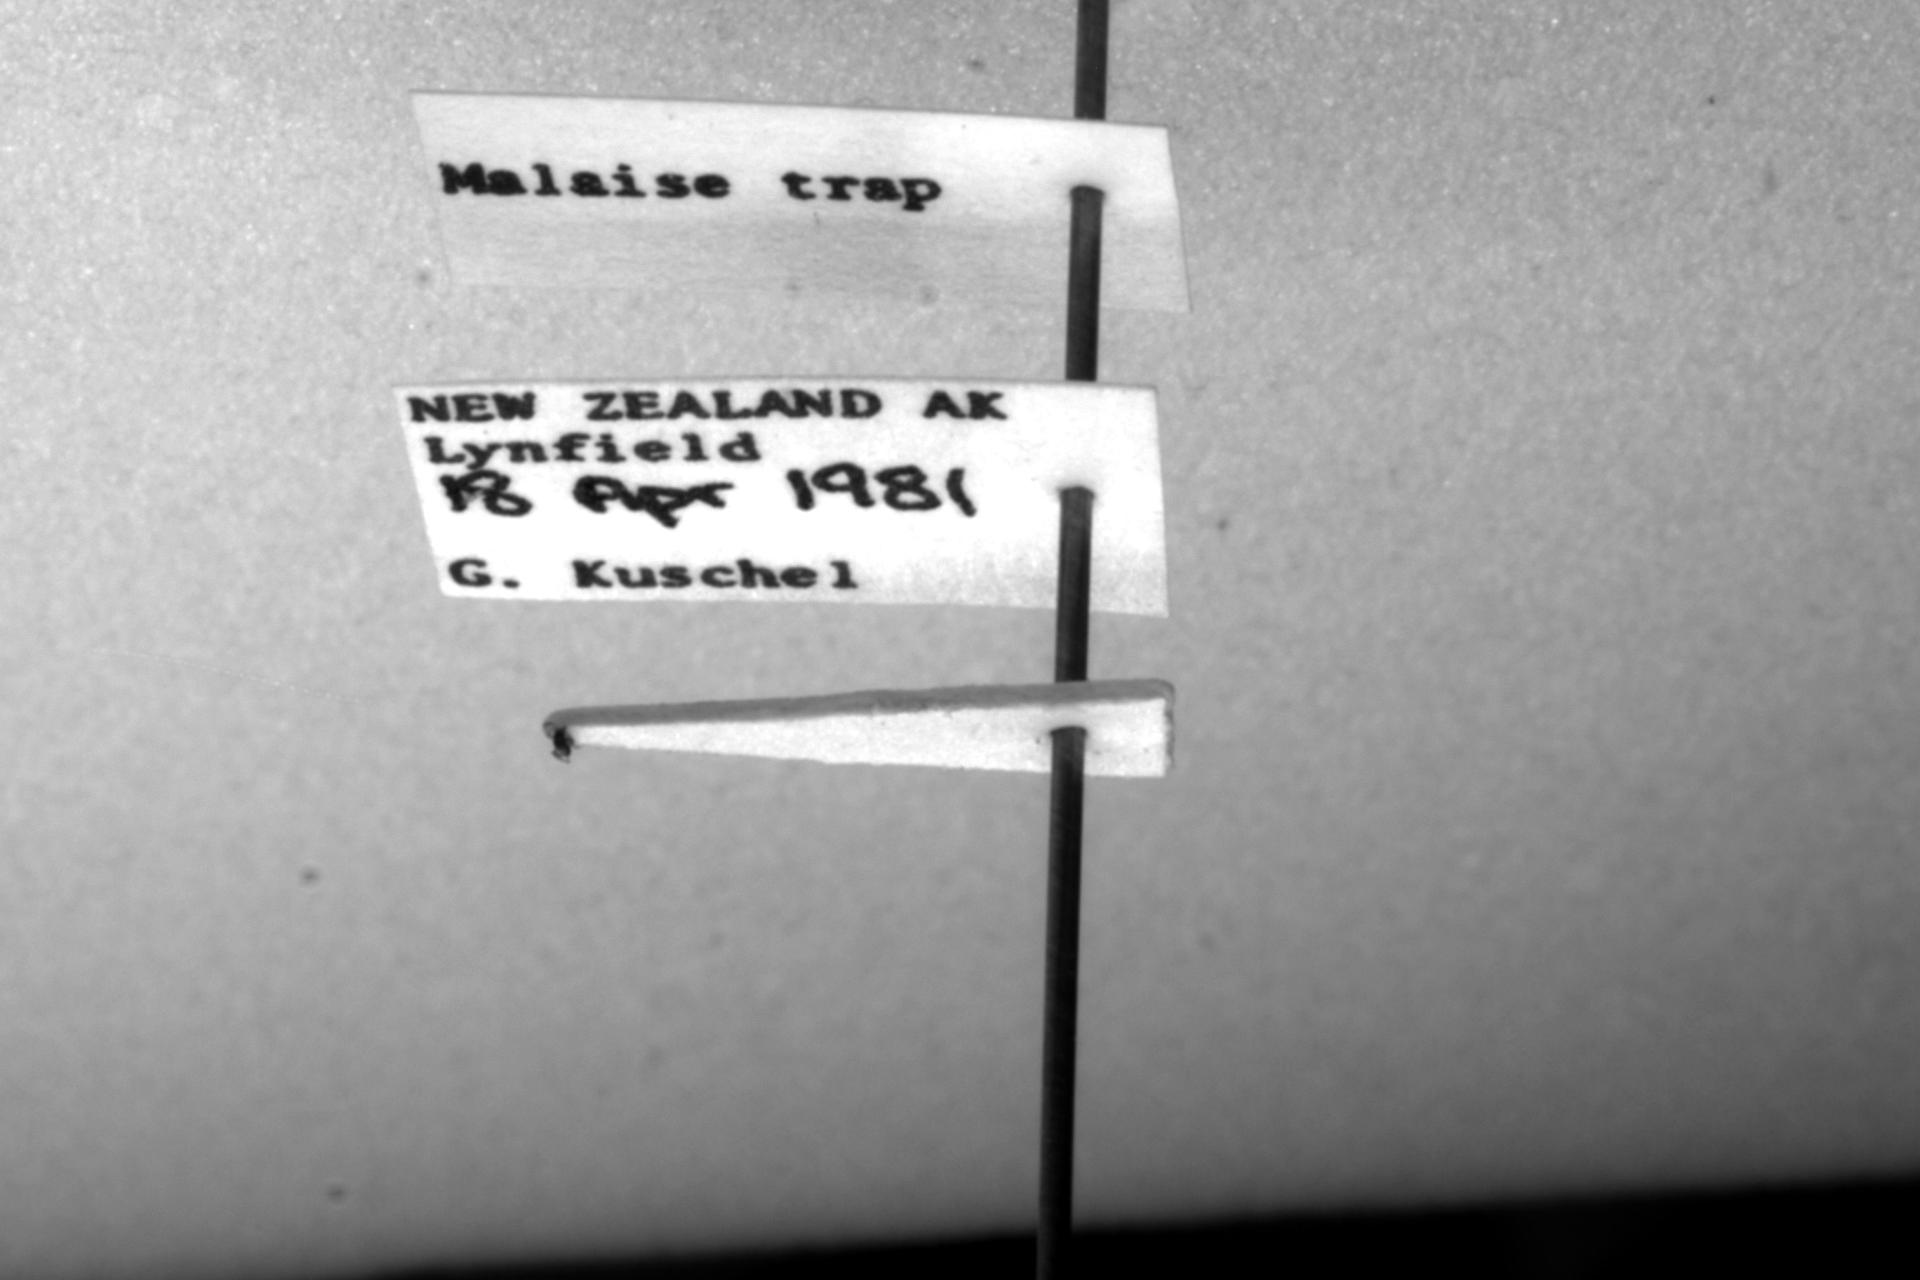 Malaise trap
NEW ZEALAND AK
Lynfield
18 Apr 1981
G. Kuschel